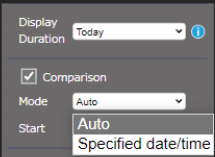 Display
Duration Today
Comparison
Mode Auto
Start Auto
Specified date/time